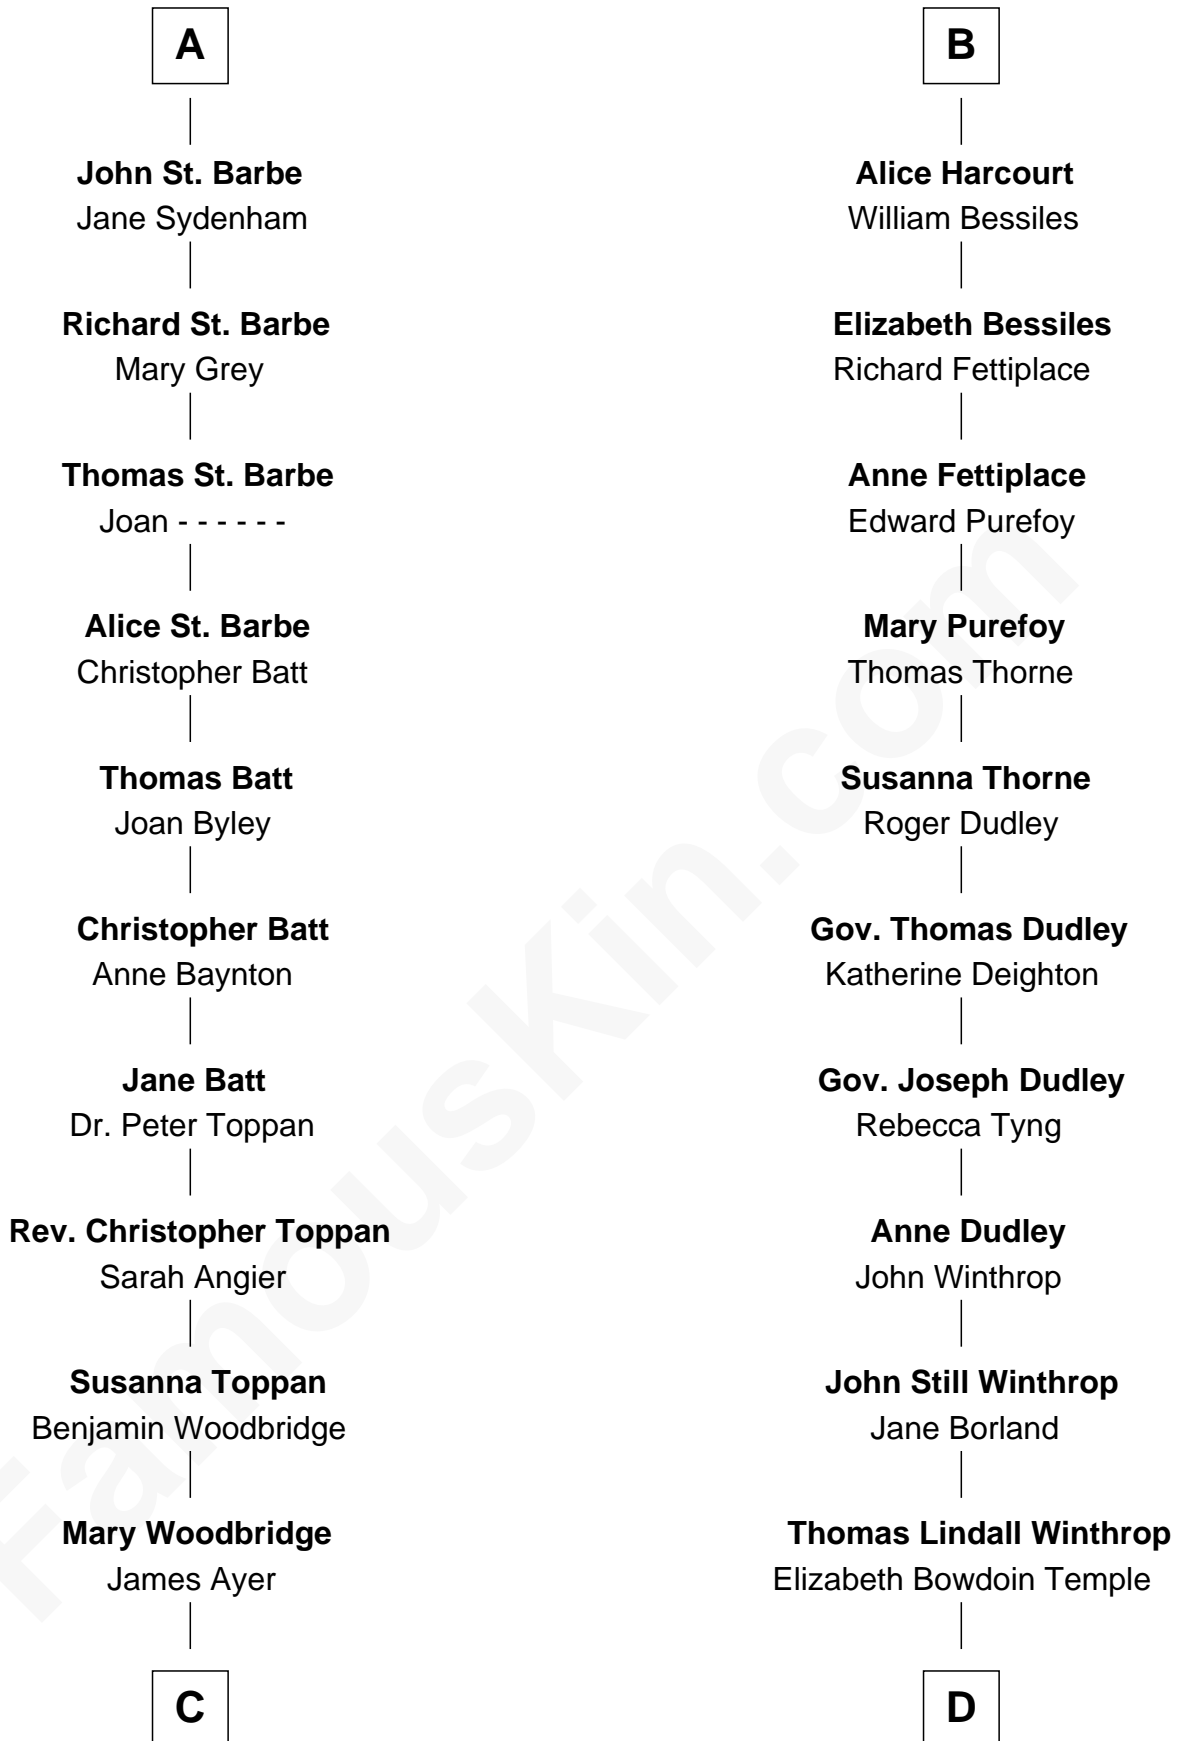 A
John St. Barbe
Jane Sydenham
Richard St. Barbe
Mary Grey
Thomas St. Barbe
Joan - - - - - -
Alice St. Barbe
Christopher Batt
Thomas Batt
Joan Byley
Christopher Batt
Anne Baynton
Jane Batt
Dr. Peter Toppan
Rev. Christopher Toppan
Sarah Angier
Susanna Toppan
Benjamin Woodbridge
Mary Woodbridge
James Ayer
C
B
Alice Harcourt
William Bessiles
Elizabeth Bessiles
Richard Fettiplace
Anne Fettiplace
Edward Purefoy
Mary Purefoy
Thomas Thorne
Susanna Thorne
Roger Dudley
Gov. Thomas Dudley
Katherine Deighton
Gov. Joseph Dudley
Rebecca Tyng
Anne Dudley
John Winthrop
John Still Winthrop
Jane Borland
Thomas Lindall Winthrop
Elizabeth Bowdoin Temple
D
FamousKin.com